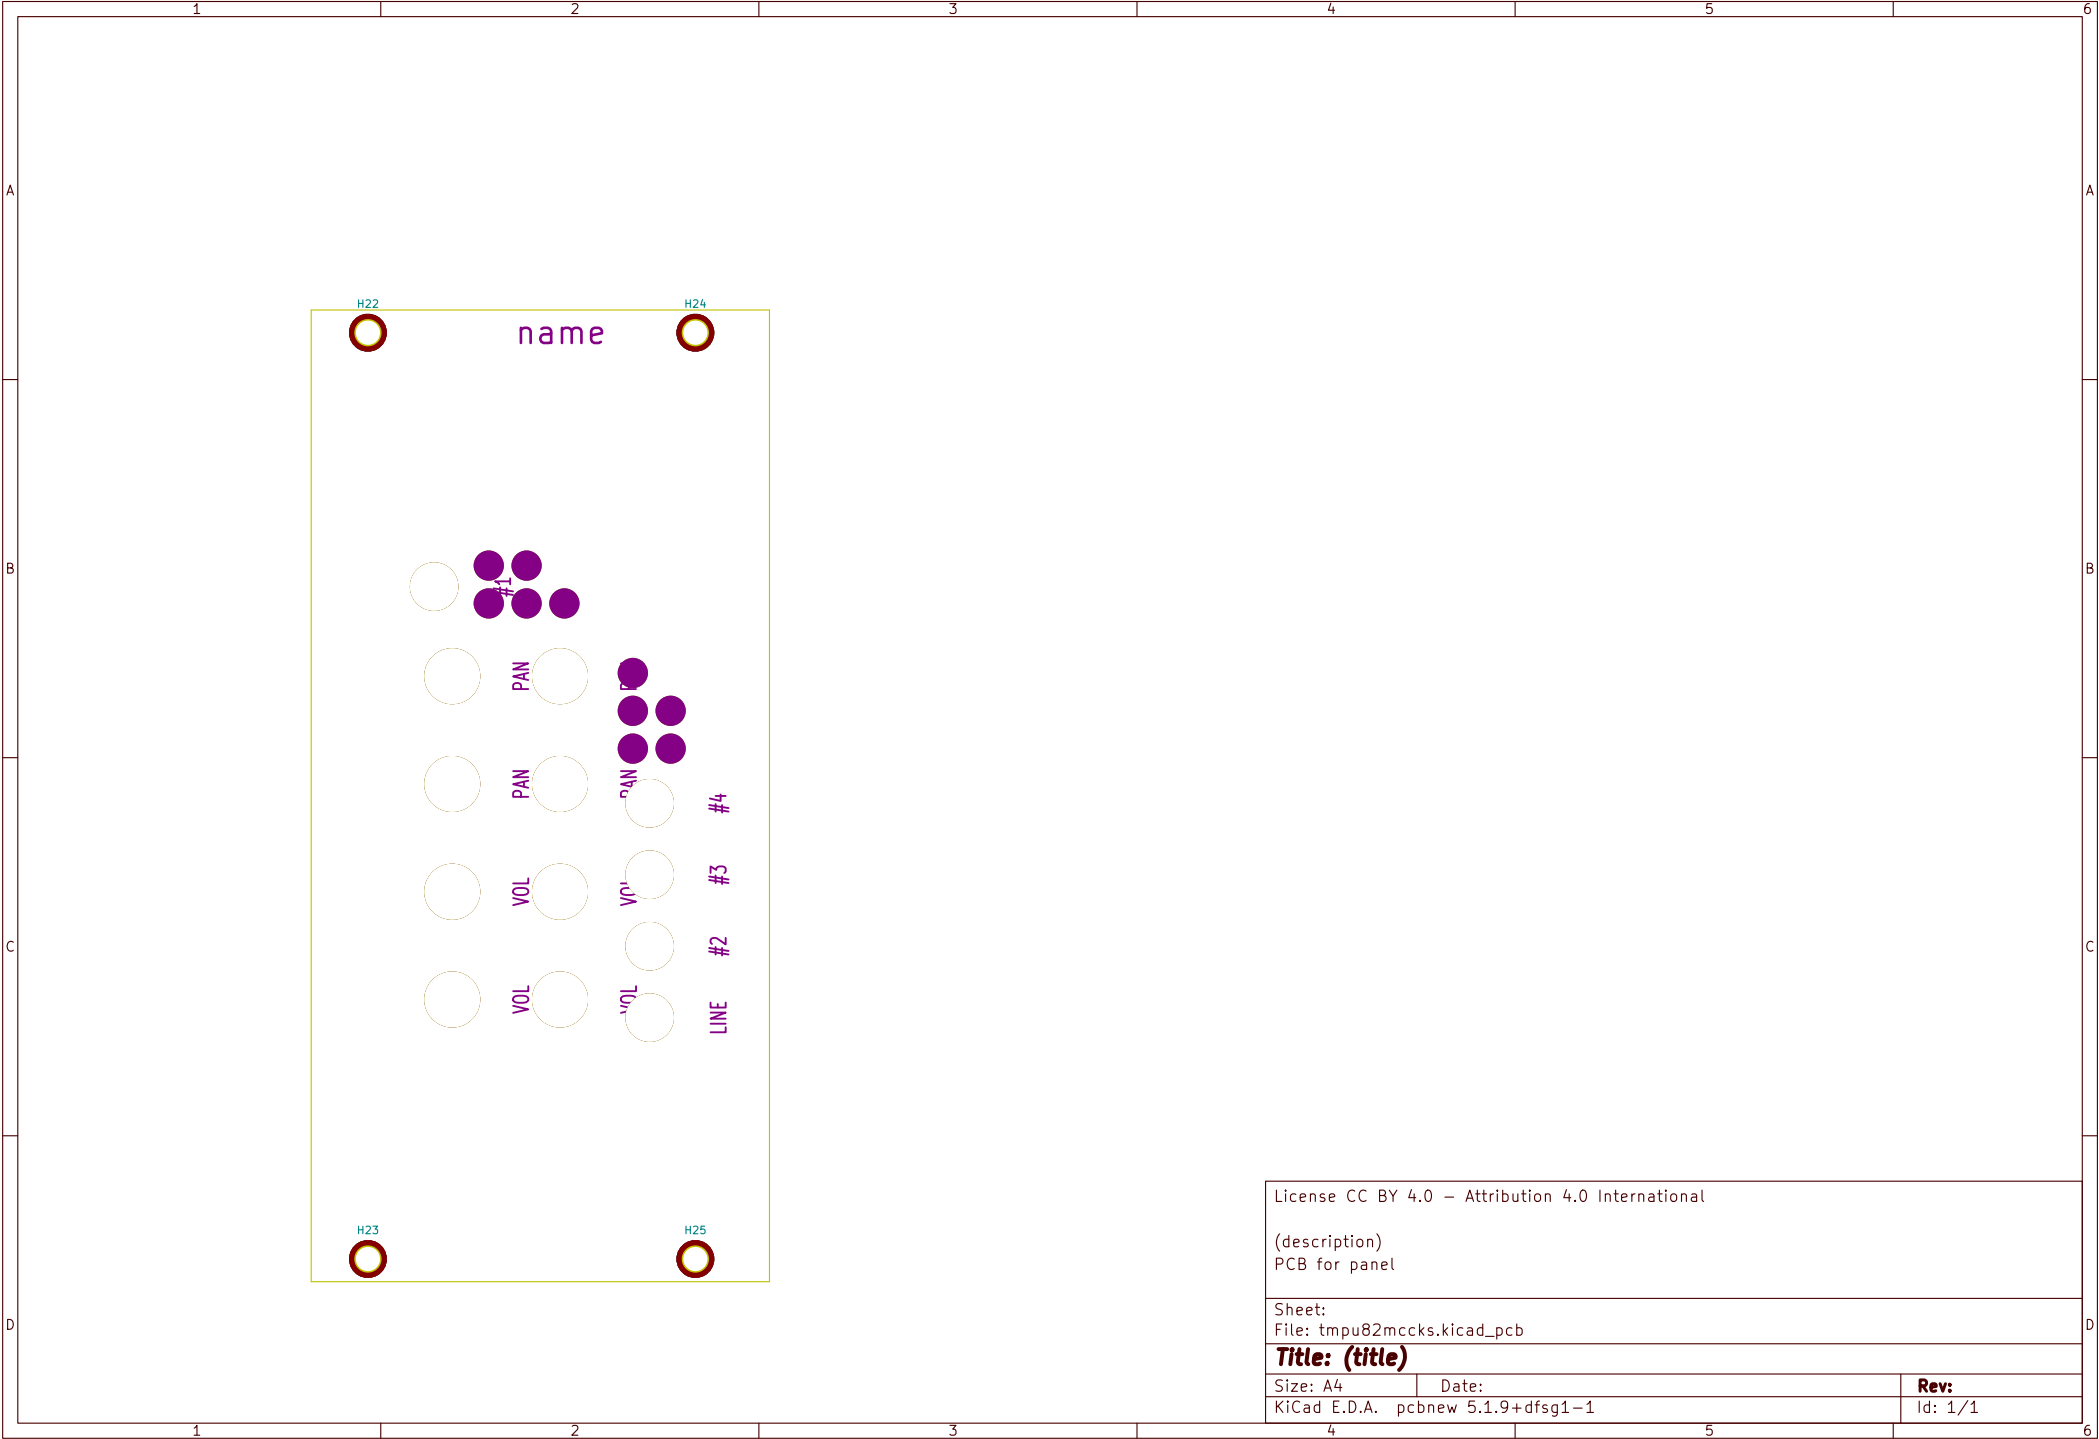 1 2 3 4 5 6
A A
H22 H24
name
B B
#1
PAN
PAN PAN
#4
VOL VOL
#3
C C
#2
VOL VOL
LINE
License CC BY 4.0 – Attribution 4.0 International
H23 H25
(description)
PCB for panel
Sheet:
D D
File: tmpu82mccks.kicad_pcb
Title: (title)
Size: A4 Date: Rev:
KiCad E.D.A. pcbnew 5.1.9+dfsg1-1 Id: 1/1
1 2 3 4 5 6